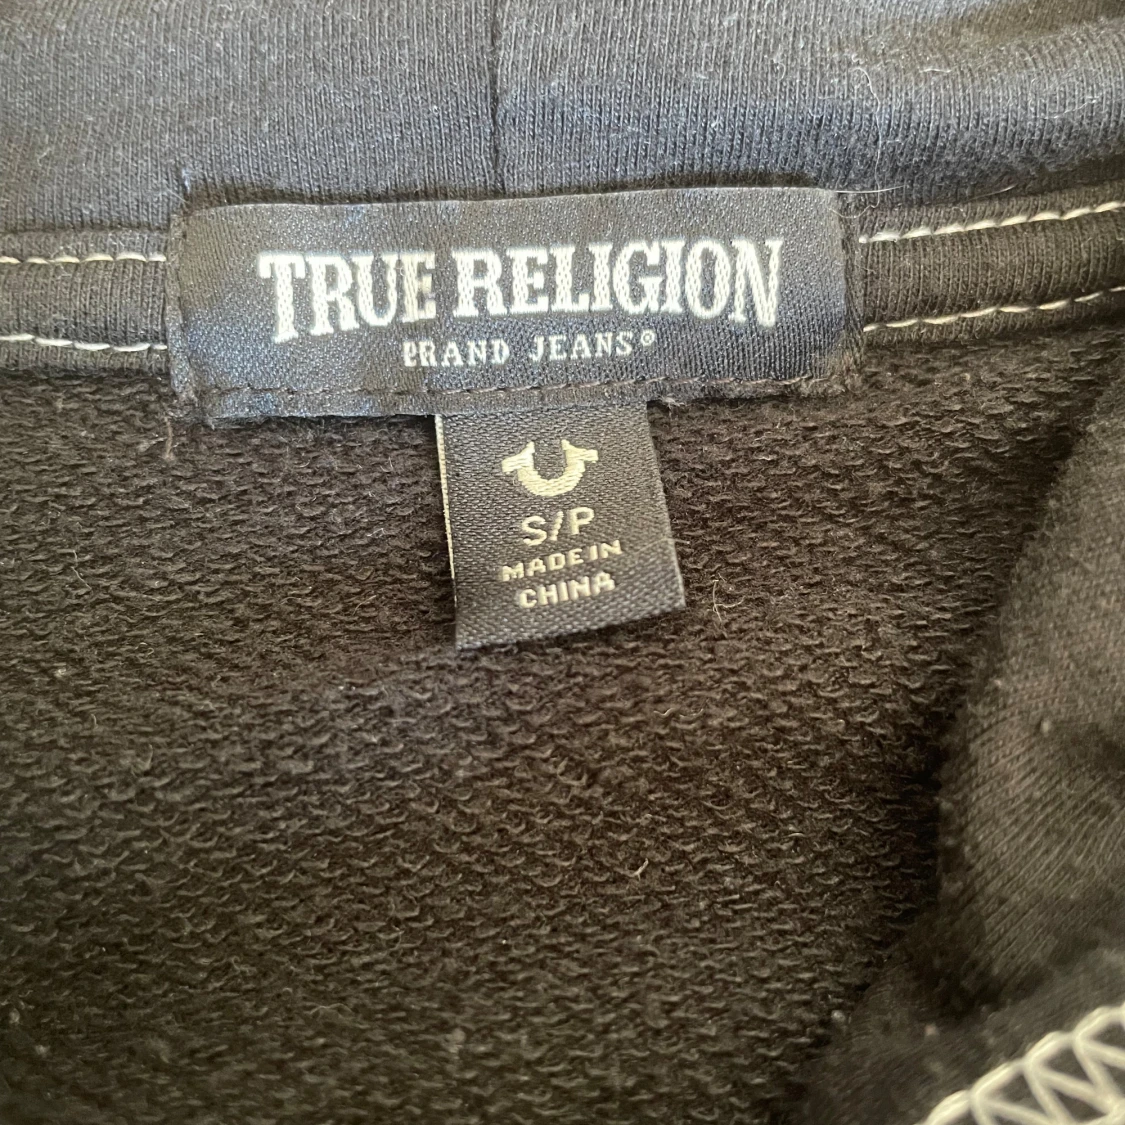 TRUE RELIGION
BRAND JEANS®
S/P
MADE IN
CHINA